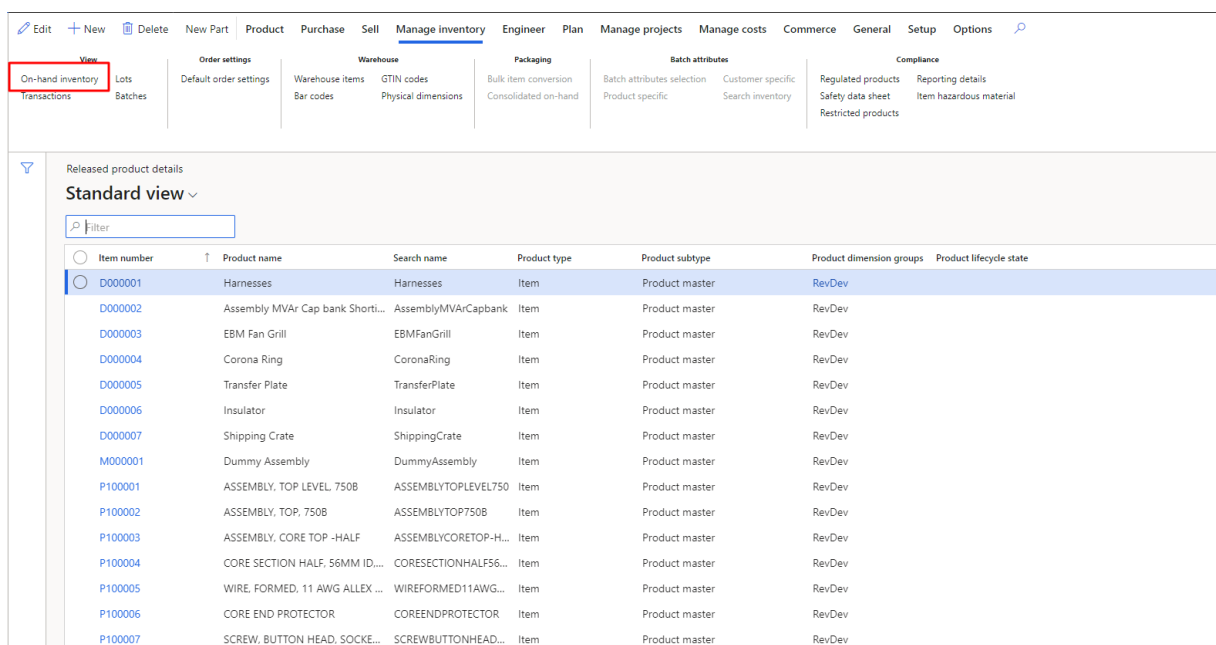 Edit New Delete New Part Product Purchase Sell Manage inventory Engineer Plan Manage projects Manage costs Commerce General Setup Options
View Order settings Warehouse Packaging Batch attributes Compliance
On-hand inventory Lots Default order settings Warehouse items GTIN codes Bulk item conversion Batch attributes selection Customer specific Regulated products Reporting details
Transactions Batches Bar codes Physical dimensions Consolidated on-hand Product specific Search inventory Safety data sheet Item hazardous material
Restricted products
Released product details
Standard view
Filter
Item number ↑ Product name Search name Product type Product subtype Product dimension groups Product lifecycle state
D000001 Harnesses Harnesses Item Product master RevDev
D000002 Assembly MVAr Cap bank Shorti... AssemblyMVArCapbank Item Product master RevDev
D000003 EBM Fan Grill EBMFanGrill Item Product master RevDev
D000004 Corona Ring CoronaRing Item Product master RevDev
D000005 Transfer Plate TransferPlate Item Product master RevDev
D000006 Insulator Insulator Item Product master RevDev
D000007 Shipping Crate ShippingCrate Item Product master RevDev
M000001 Dummy Assembly DummyAssembly Item Product master RevDev
P100001 ASSEMBLY, TOP LEVEL, 750B ASSEMBLYTOPLEVEL750 Item Product master RevDev
P100002 ASSEMBLY, TOP, 750B ASSEMBLYTOP750B Item Product master RevDev
P100003 ASSEMBLY, CORE TOP -HALF ASSEMBLYCORETOP-H... Item Product master RevDev
P100004 CORE SECTION HALF, 56MM ID,... CORESECTIONHALF56... Item Product master RevDev
P100005 WIRE, FORMED, 11 AWG ALLEX ... WIREFORMED11AWG... Item Product master RevDev
P100006 CORE END PROTECTOR COREENDPROTECTOR Item Product master RevDev
P100007 SCREW, BUTTON HEAD, SOCKE... SCREWBUTTONHEAD... Item Product master RevDev